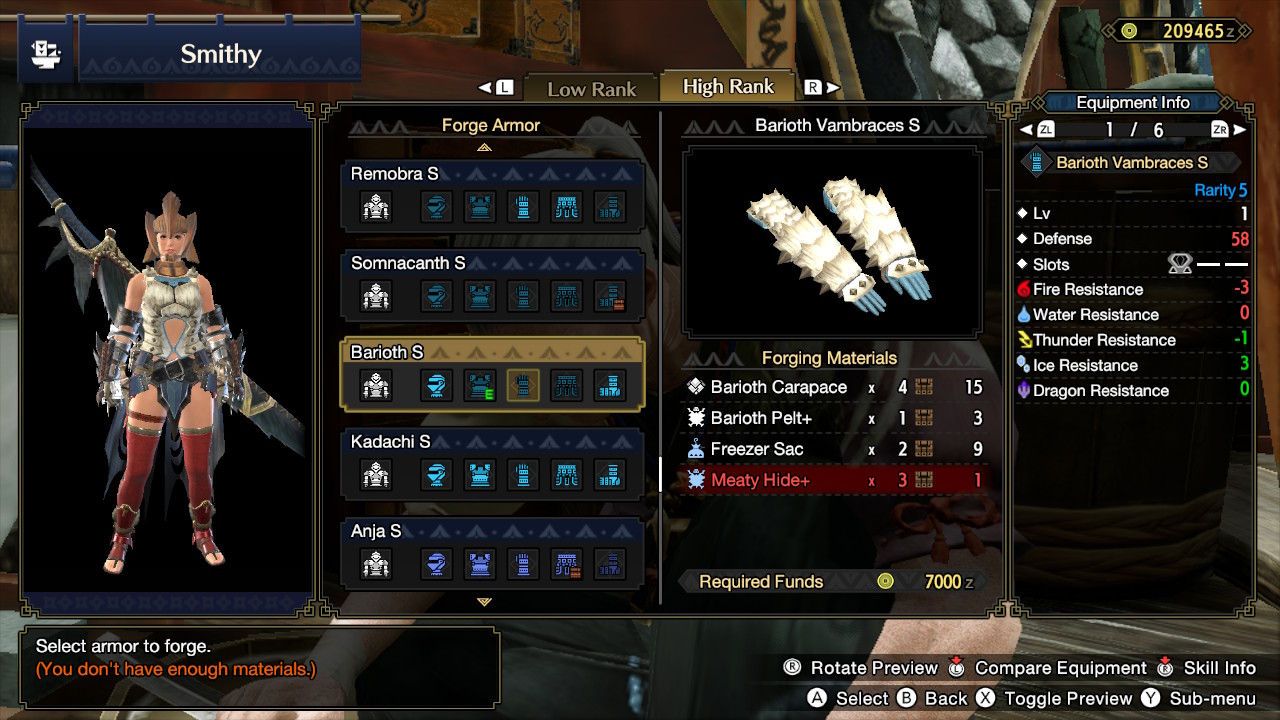 Smithy
209465z
L Low Rank High Rank R
Forge Armor
Remobra S
Somnacanth S
Barioth S
E
Kadachi S
Anja S
Barioth Vambraces S
Forging Materials
Barioth Carapace x 4 15
Barioth Pelt+ x 1 3
Freezer Sac x 2 9
Meaty Hide+ x 3 1
Required Funds 7000 z
Equipment Info
ZL 1 / 6 ZR
Barioth Vambraces S
Rarity 5
Lv 1
Defense 58
Slots
Fire Resistance -3
Water Resistance 0
Thunder Resistance -1
Ice Resistance 3
Dragon Resistance 0
Select armor to forge.
(You don't have enough materials.)
R Rotate Preview L Compare Equipment R Skill Info
A Select B Back X Toggle Preview Y Sub-menu